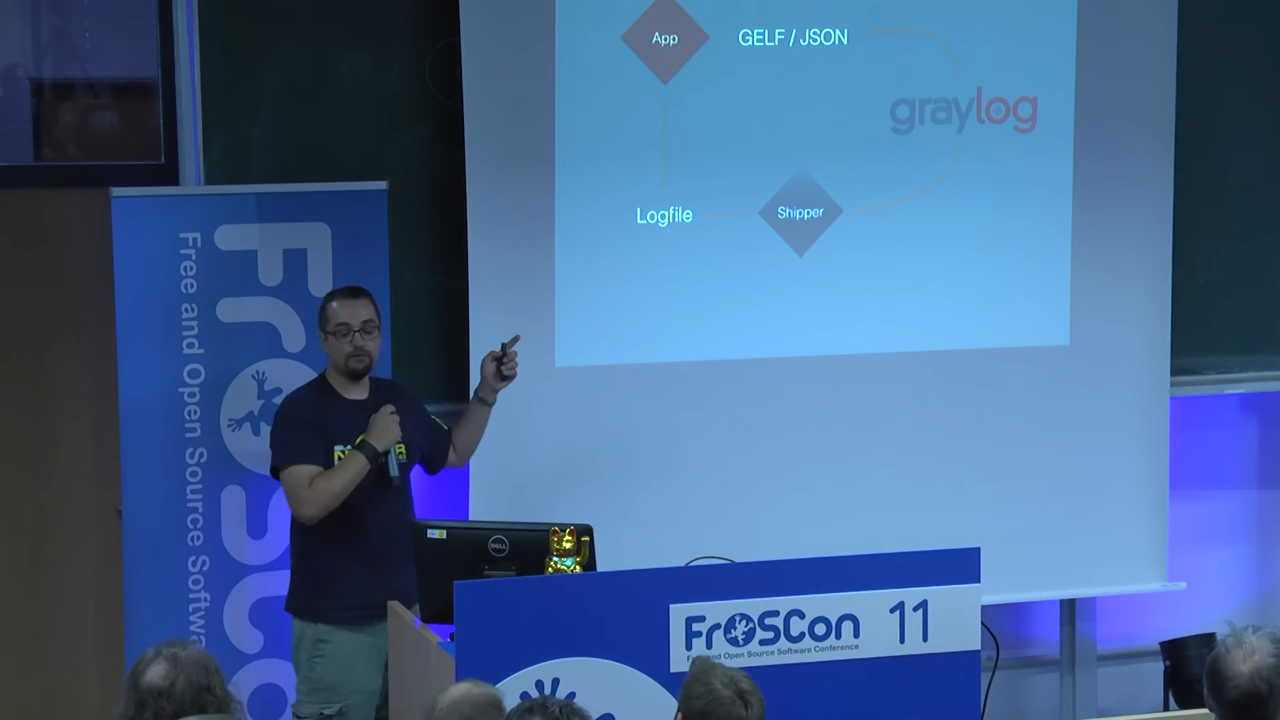 App
GELF / JSON
graylog
Logfile
Shipper
FrOSCon
Free and Open Source Softwa
DELL
FrOSCon 11
Free and Open Source Software Conference